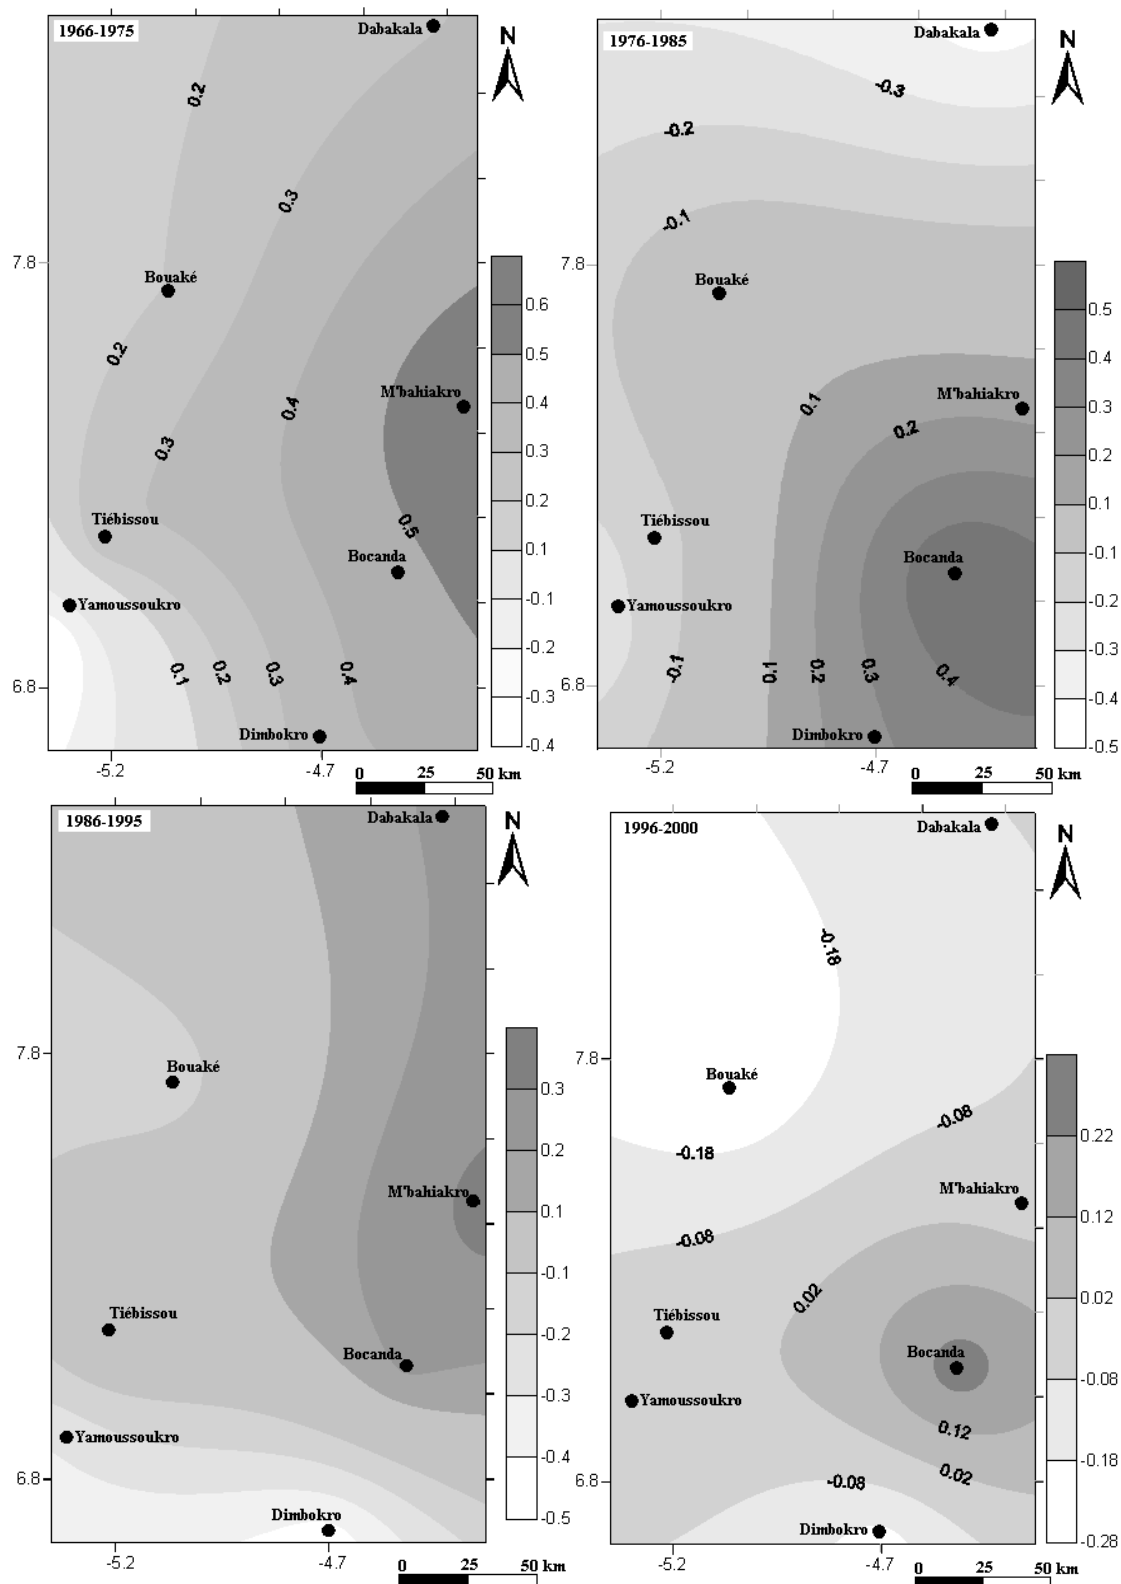 1966-1975
Dabakala
N
0.2
0.3
7.8
Bouaké
0.2
0.4
M'bahiakro
0.3
0.5
Tiébissou
Bocanda
Yamoussoukro
0.1
0.2
0.3
0.4
6.8
Dimbokro
-5.2
-4.7
0 25 50 km
0.6
0.5
0.4
0.3
0.2
0.1
-0.1
-0.2
-0.3
-0.4
1976-1985
Dabakala
N
-0.3
-0.2
-0.1
7.8
Bouaké
0.1
M'bahiakro
0.2
Tiébissou
Bocanda
Yamoussoukro
-0.1
0.1
0.2
0.3
0.4
6.8
Dimbokro
-5.2
-4.7
0 25 50 km
0.5
0.4
0.3
0.2
0.1
-0.1
-0.2
-0.3
-0.4
-0.5
1986-1995
Dabakala
N
7.8
Bouaké
M'bahiakro
Tiébissou
Bocanda
Yamoussoukro
6.8
Dimbokro
-5.2
-4.7
0 25 50 km
0.3
0.2
0.1
-0.1
-0.2
-0.3
-0.4
-0.5
1996-2000
Dabakala
N
-0.18
7.8
Bouaké
-0.08
-0.18
M'bahiakro
-0.08
0.02
Tiébissou
Bocanda
Yamoussoukro
0.12
0.02
-0.08
6.8
Dimbokro
-5.2
-4.7
0 25 50 km
0.22
0.12
0.02
-0.08
-0.18
-0.28